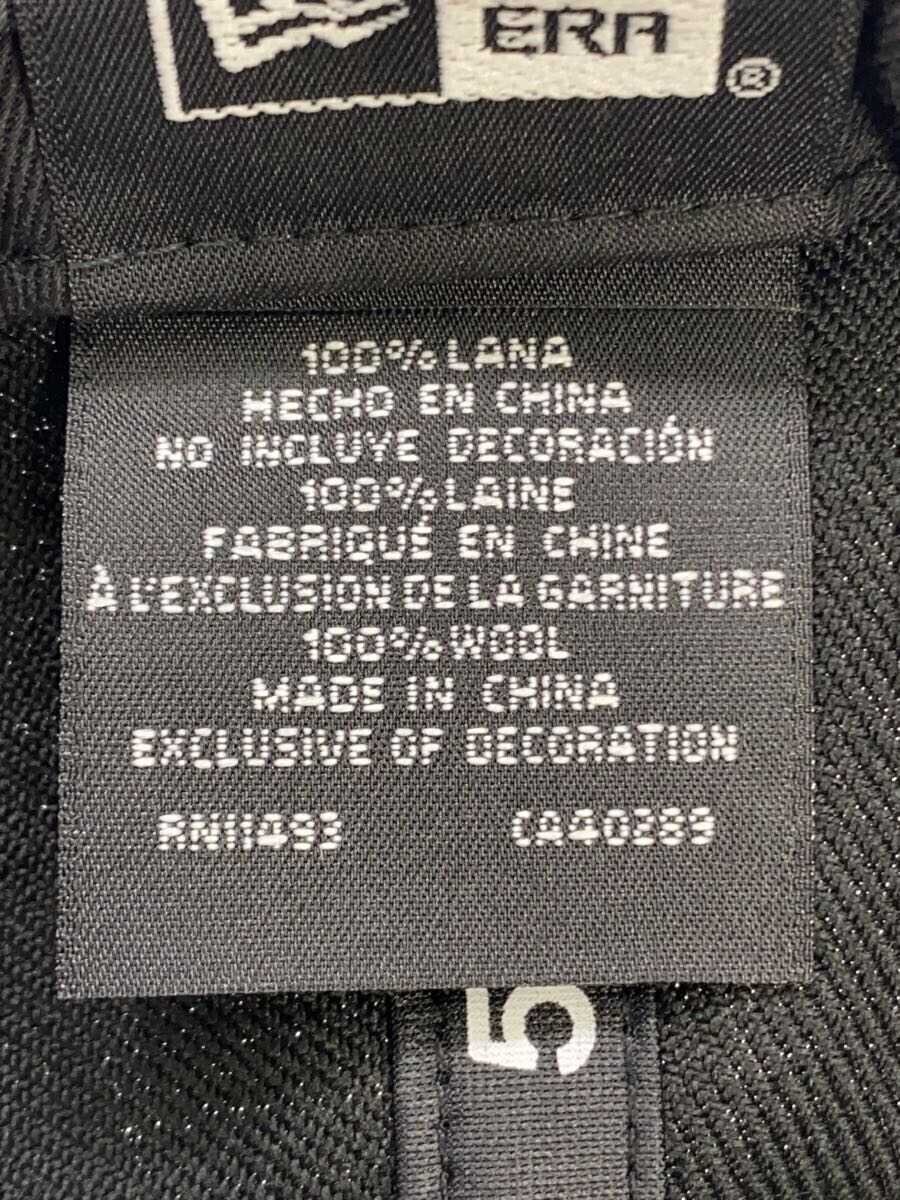 ERA
®
100% LANA
HECHO EN CHINA
NO INCLUYE DECORACIÓN
100% LAINE
FABRIQUÉ EN CHINE
À L'EXCLUSION DE LA GARNITURE
100% WOOL
MADE IN CHINA
EXCLUSIVE OF DECORATION
RN11493 CA40289
5